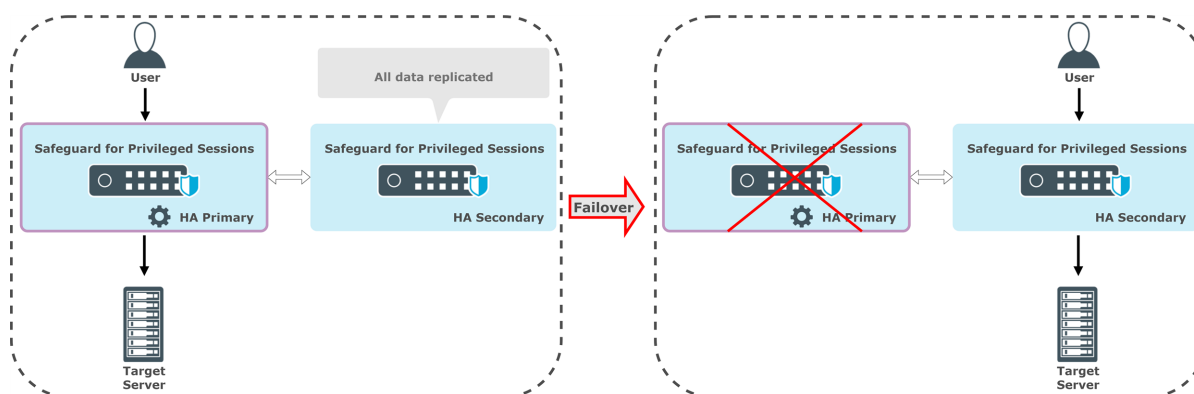 User
All data replicated
Safeguard for Privileged Sessions
HA Primary
Safeguard for Privileged Sessions
HA Secondary
Target
Server
Failover
User
Safeguard for Privileged Sessions
HA Primary
Safeguard for Privileged Sessions
HA Secondary
Target
Server